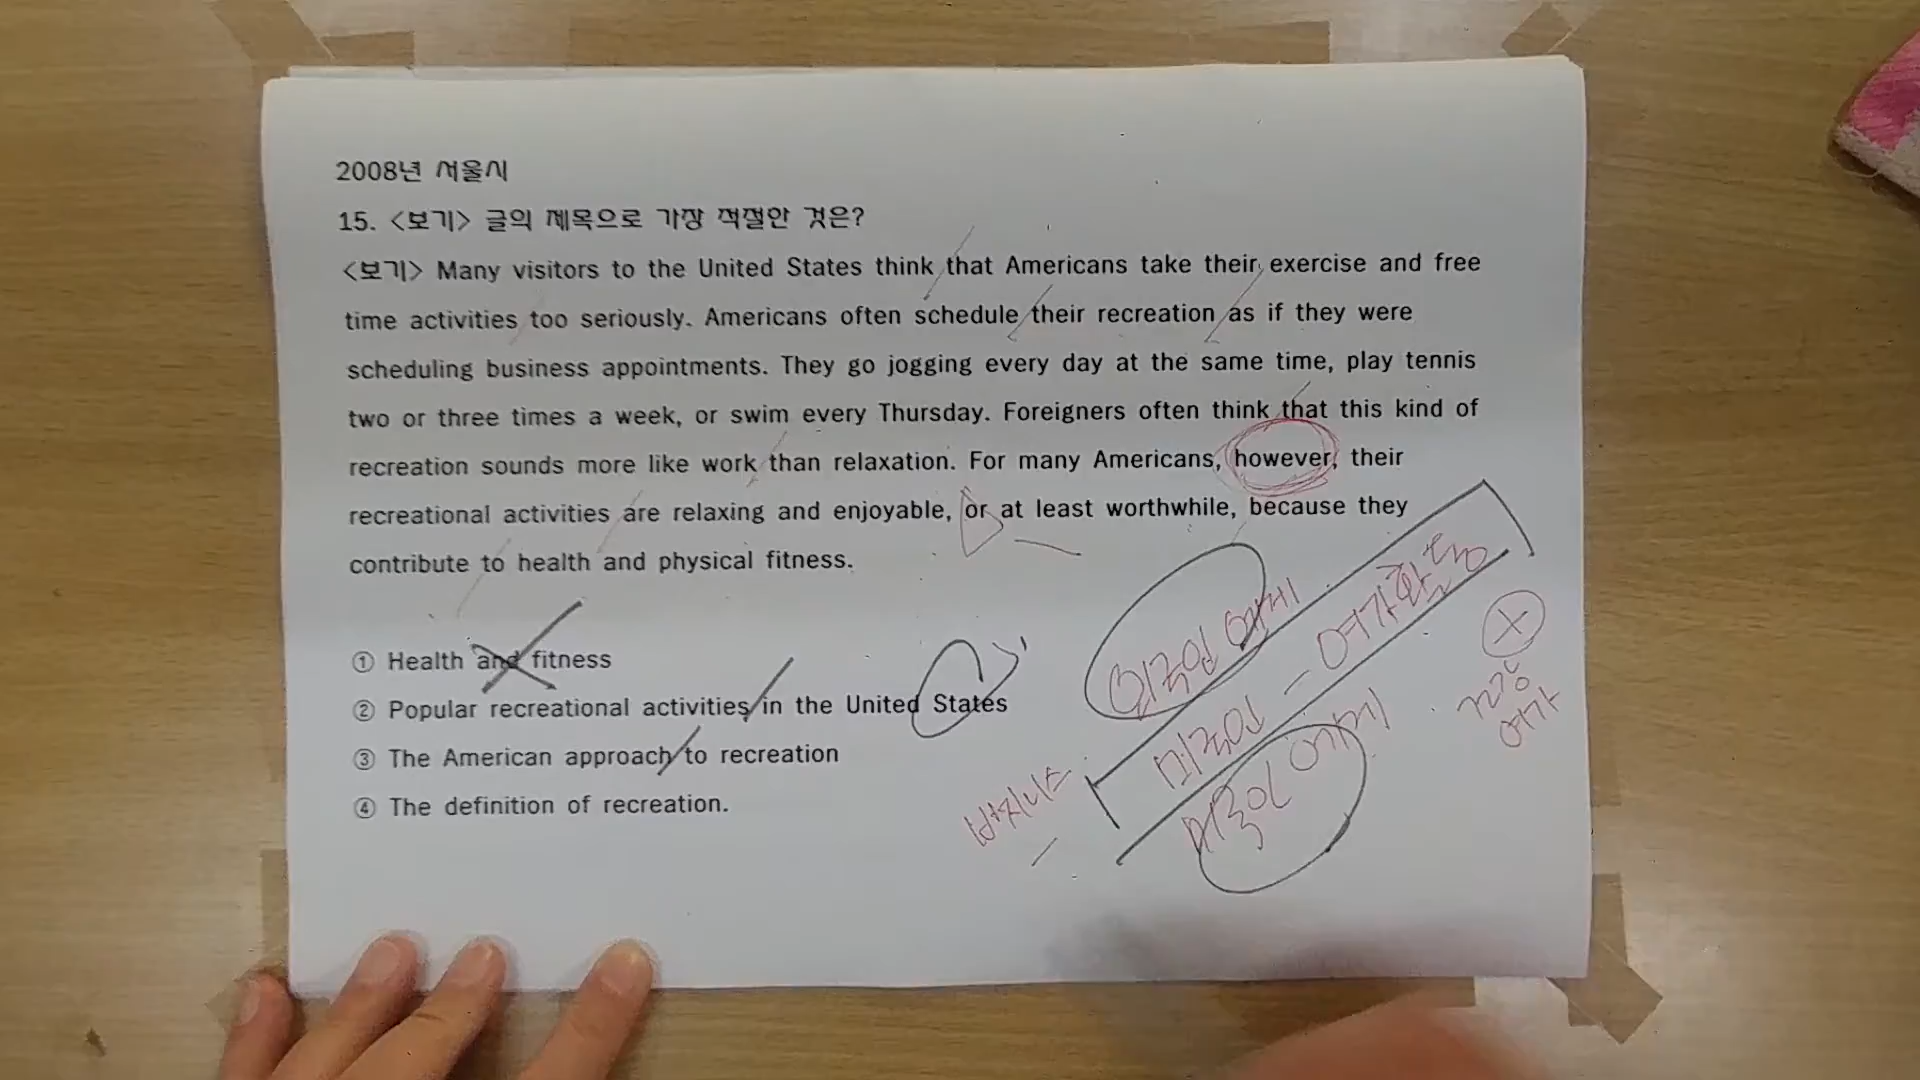 2008년 서울시
15. <보기> 글의 제목으로 가장 적절한 것은?
<보기> Many visitors to the United States think that Americans take their exercise and free
time activities too seriously. Americans often schedule their recreation as if they were
scheduling business appointments. They go jogging every day at the same time, play tennis
two or three times a week, or swim every Thursday. Foreigners often think that this kind of
recreation sounds more like work than relaxation. For many Americans, however, their
recreational activities are relaxing and enjoyable, or at least worthwhile, because they
contribute to health and physical fitness.
① Health and fitness
② Popular recreational activities in the United States
③ The American approach to recreation
④ The definition of recreation.
외국인에게
미국인 - 여가활동
미국인에게
비지니스
+
건강
여가